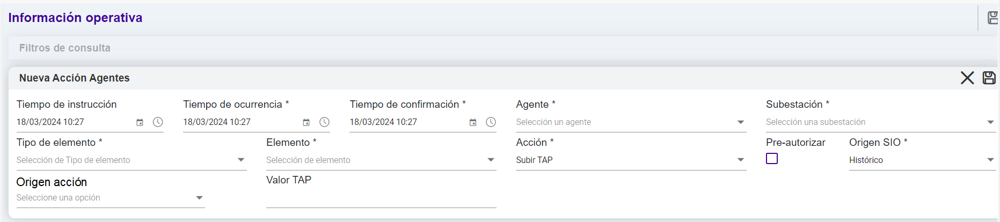 Información operativa
Filtros de consulta
Nueva Acción Agentes
Tiempo de instrucción
Tiempo de ocurrencia *
Tiempo de confirmación *
Agente *
Subestación *
18/03/2024 10:27
18/03/2024 10:27
18/03/2024 10:27
Selección un agente
Selección una subestación
Tipo de elemento *
Elemento *
Acción *
Pre-autorizar
Origen SIO *
Selección de Tipo de elemento
Selección de elemento
Subir TAP
Histórico
Origen acción
Valor TAP
Seleccione una opción